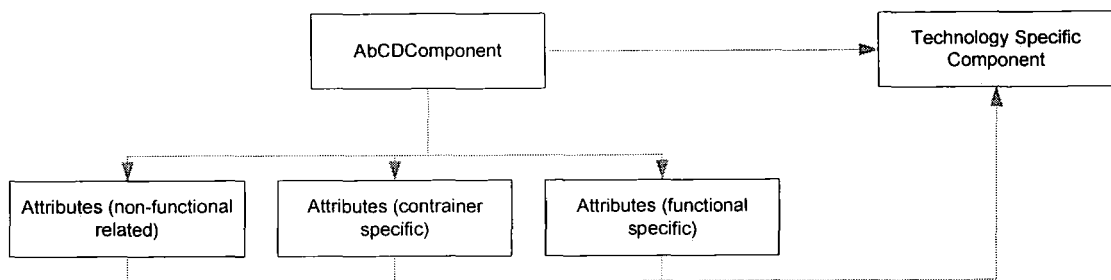 AbCDComponent
Technology Specific
Component
Attributes (non-functional
related)
Attributes (contrainer
specific)
Attributes (functional
specific)